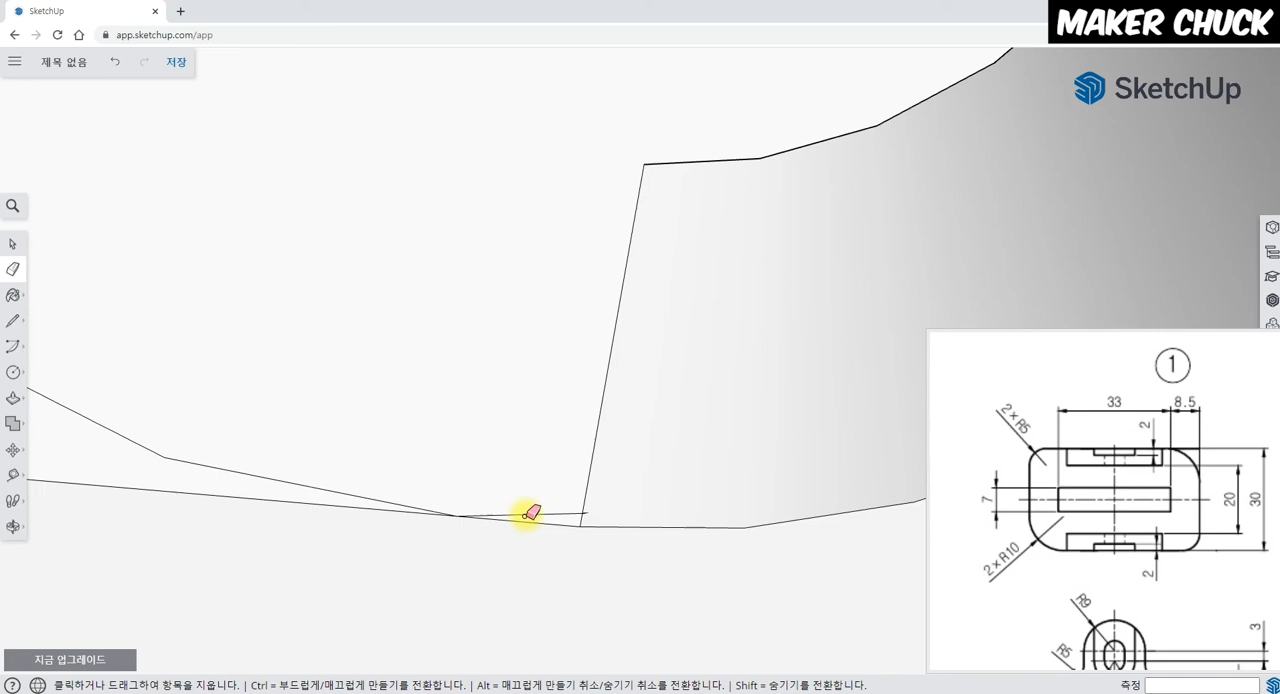 SketchUp
app.sketchup.com/app
MAKER CHUCK
제목 없음
저장
SketchUp
1
33
8.5
2
2×R5
7
20
30
2×R10
2
R9
3
R5
지금 업그레이드
클릭하거나 드래그하여 항목을 지웁니다. | Ctrl = 부드럽게/매끄럽게 만들기를 전환합니다. | Alt = 매끄럽게 만들기 취소/숨기기 취소를 전환합니다. | Shift = 숨기기를 전환합니다.
측정